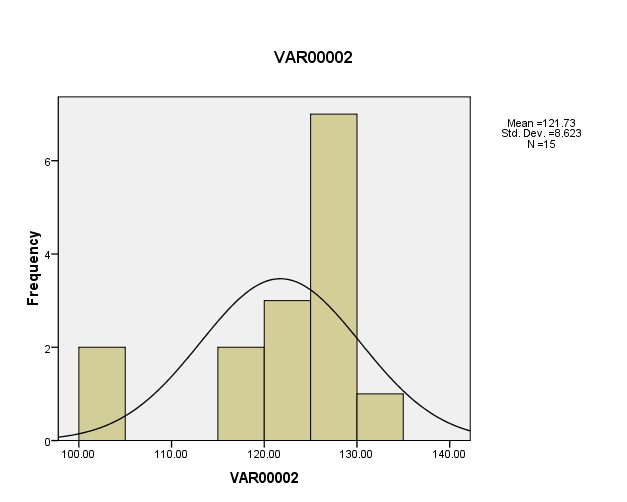 VAR00002
Mean =121.73
Std. Dev. =8.623
N =15
Frequency
6
4
2
0
100.00 110.00 120.00 130.00 140.00
VAR00002